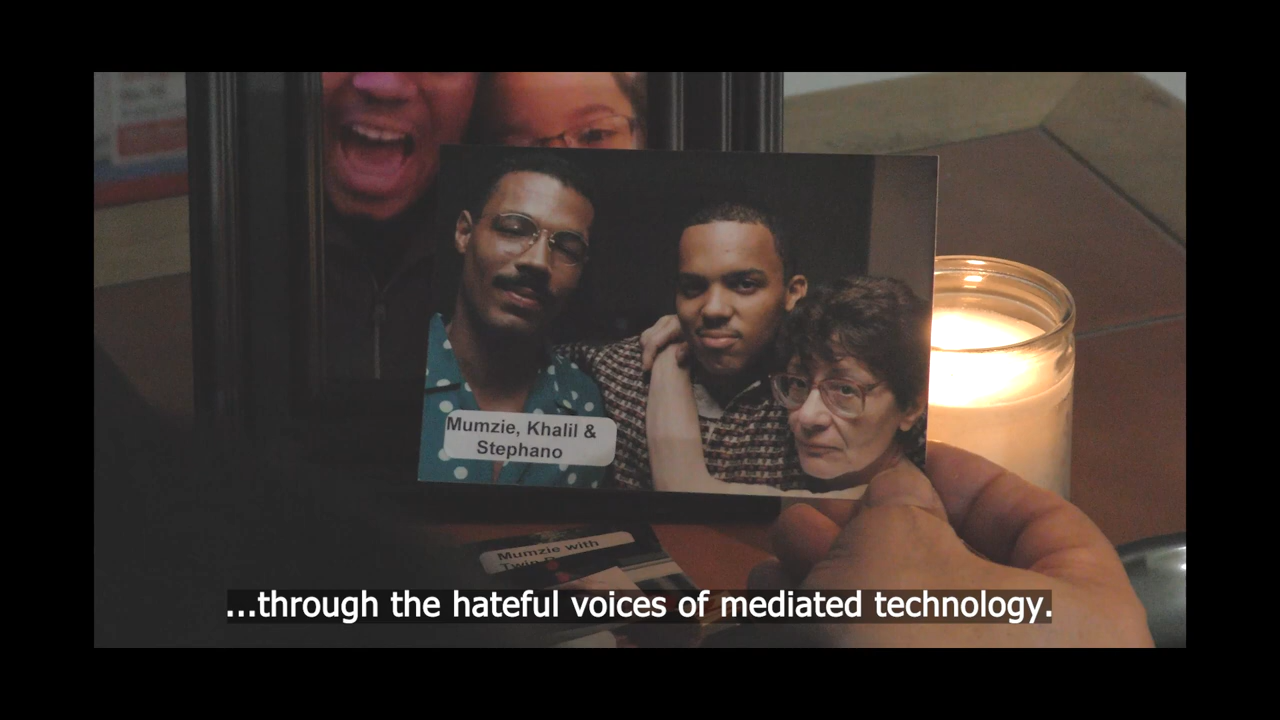 Mumzie, Khalil &
Stephano
Mumzie with
...through the hateful voices of mediated technology.